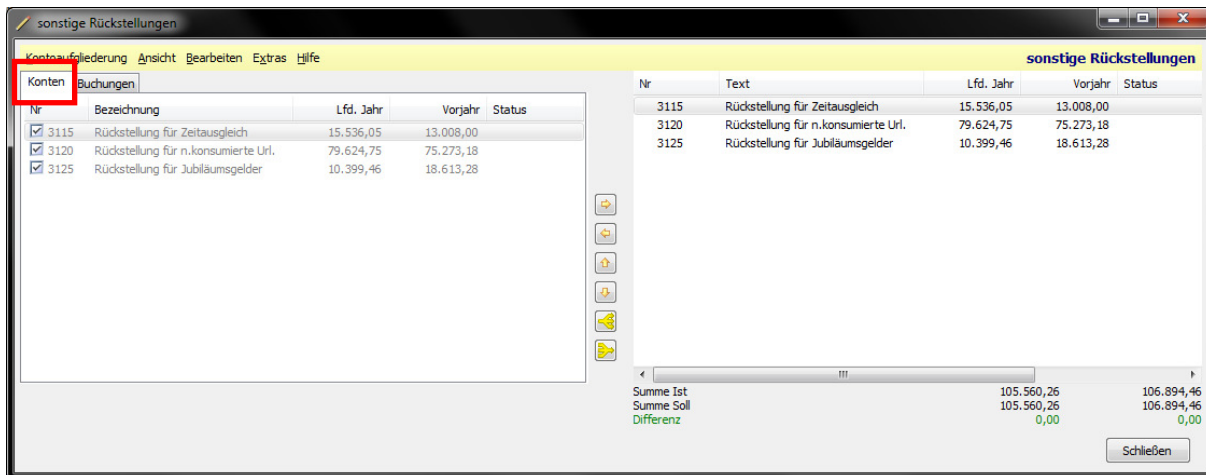 sonstige Rückstellungen
Kontoaufgliederung Ansicht Bearbeiten Extras Hilfe sonstige Rückstellungen
Konten Buchungen
Nr Bezeichnung Lfd. Jahr Vorjahr Status
3115 Rückstellung für Zeitausgleich 15.536,05 13.008,00
3120 Rückstellung für n.konsumierte Url. 79.624,75 75.273,18
3125 Rückstellung für Jubiläumsgelder 10.399,46 18.613,28
Nr Text Lfd. Jahr Vorjahr Status
3115 Rückstellung für Zeitausgleich 15.536,05 13.008,00
3120 Rückstellung für n.konsumierte Url. 79.624,75 75.273,18
3125 Rückstellung für Jubiläumsgelder 10.399,46 18.613,28
Summe Ist 105.560,26 106.894,46
Summe Soll 105.560,26 106.894,46
Differenz 0,00 0,00
Schließen